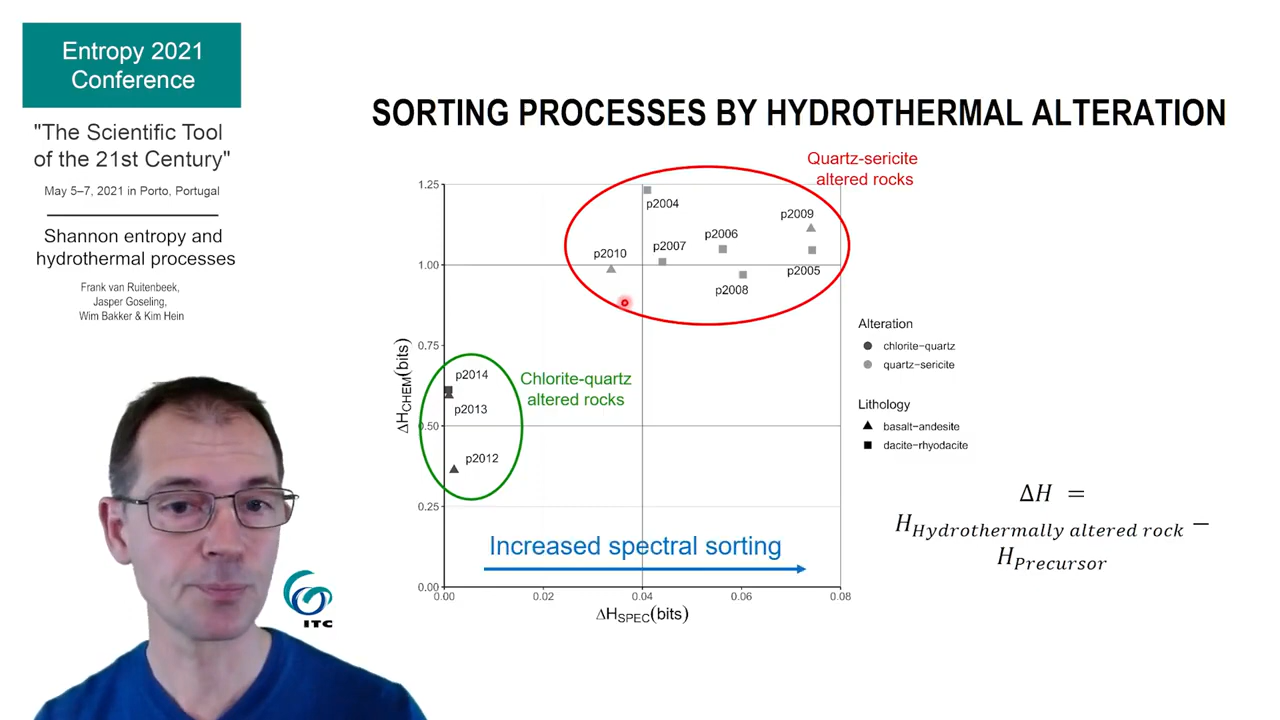 Entropy 2021
Conference
"The Scientific Tool
of the 21st Century"
May 5–7, 2021 in Porto, Portugal
Shannon entropy and
hydrothermal processes
Frank van Ruitenbeek,
Jasper Goseling,
Wim Bakker & Kim Hein
ITC
SORTING PROCESSES BY HYDROTHERMAL ALTERATION
Quartz-sericite
altered rocks
1.25
p2004
p2009
p2006
p2007
p2010
1.00
p2005
p2008
Alteration
chlorite−quartz
quartz−sericite
0.75
p2014
Chlorite-quartz
altered rocks
p2013
Lithology
basalt−andesite
dacite−rhyodacite
0.50
p2012
ΔHCHEM(bits)
0.25
ΔH =
HHydrothermally altered rock −
HPrecursor
Increased spectral sorting
0.00
0.00
0.02
0.04
0.06
0.08
ΔHSPEC(bits)